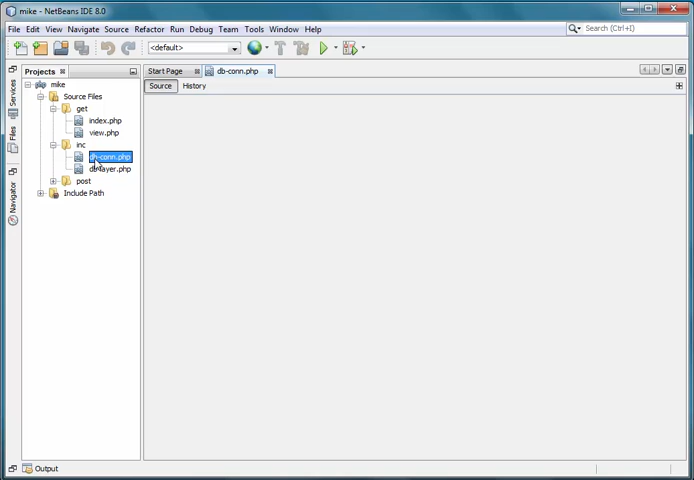 mike - NetBeans IDE 8.0
File Edit View Navigate Source Refactor Run Debug Team Tools Window Help
Search (Ctrl+I)
<default>
Projects
Start Page
db-conn.php
Source
History
mike
Source Files
get
index.php
view.php
inc
db-conn.php
db-layer.php
post
Include Path
Services
Files
Navigator
Output